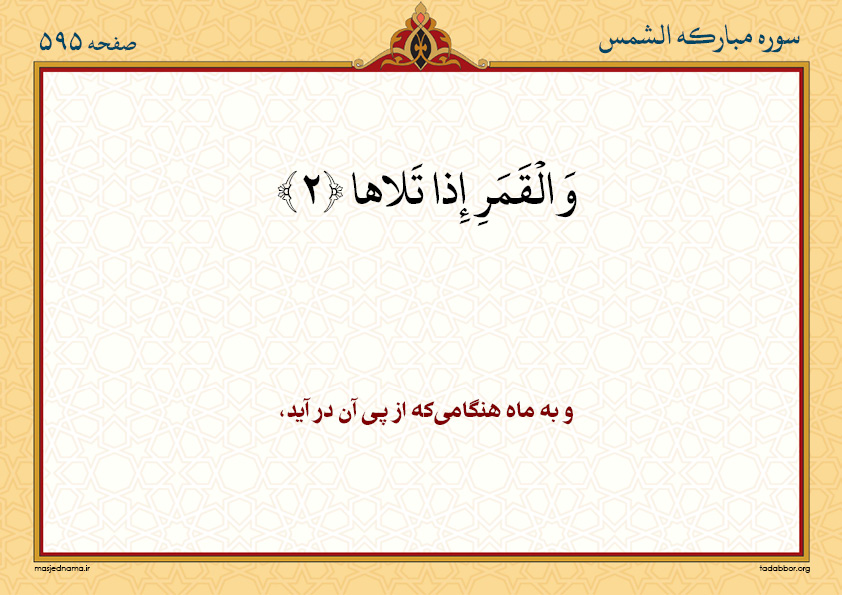 سوره مبارکه الشمس
صفحه ۵۹۵
وَ الْقَمَرِ إِذا تَلاها ﴿۲﴾
و به ماه هنگامی‌که از پی آن در آید،
masjednama.ir
tadabbor.org